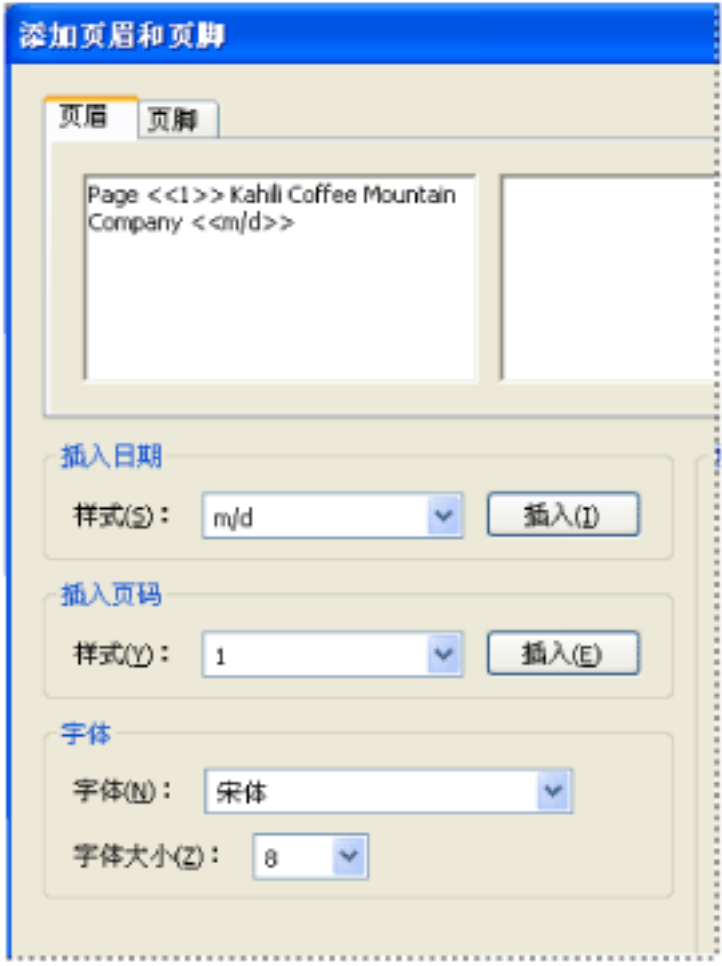 添加页眉和页脚
页眉 页脚
Page <<1>> Kahili Coffee Mountain
Company <<m/d>>
插入日期
样式(S)： m/d 插入(I)
插入页码
样式(Y)： 1 插入(E)
字体
字体(N)： 宋体
字体大小(Z)： 8